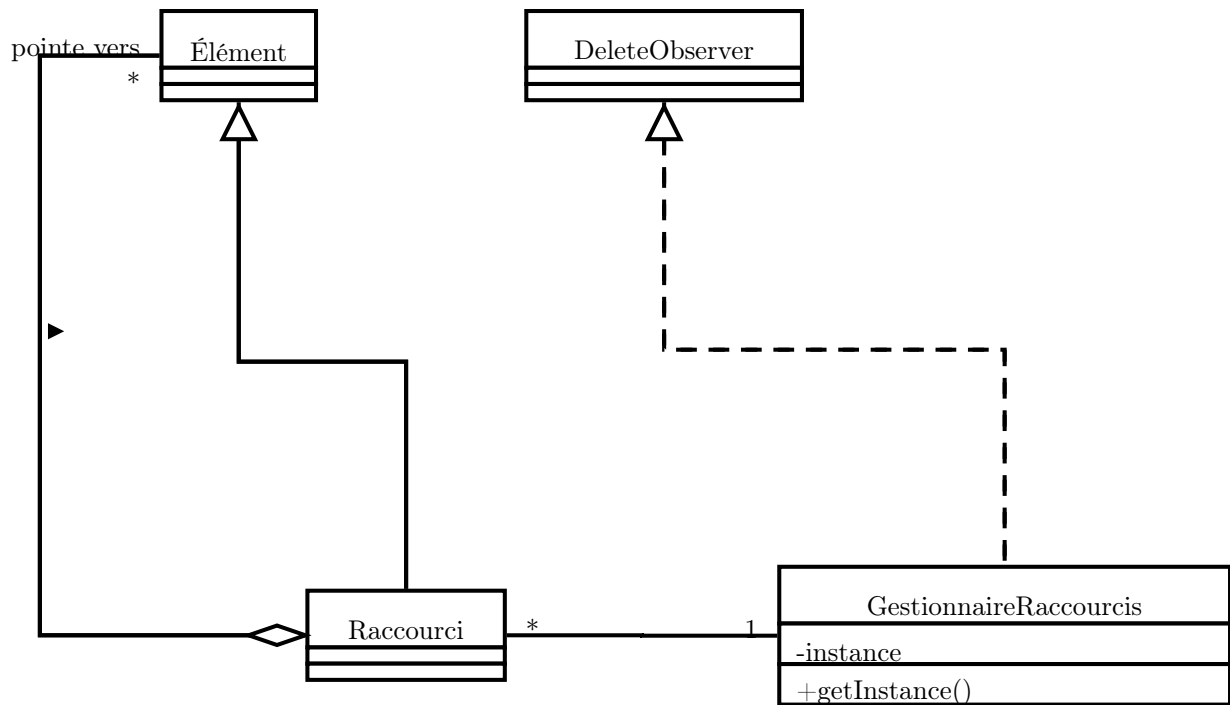 pointe vers
Élément
*
DeleteObserver
Raccourci
*
1
GestionnaireRaccourcis
-instance
+getInstance()